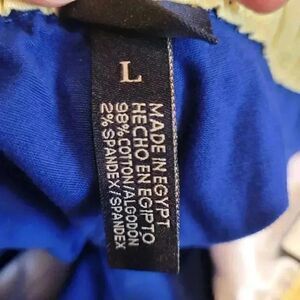 L
MADE IN EGYPT
HECHO EN EGIPTO
98% COTTON/ALGODON
2% SPANDEX/SPANDEX